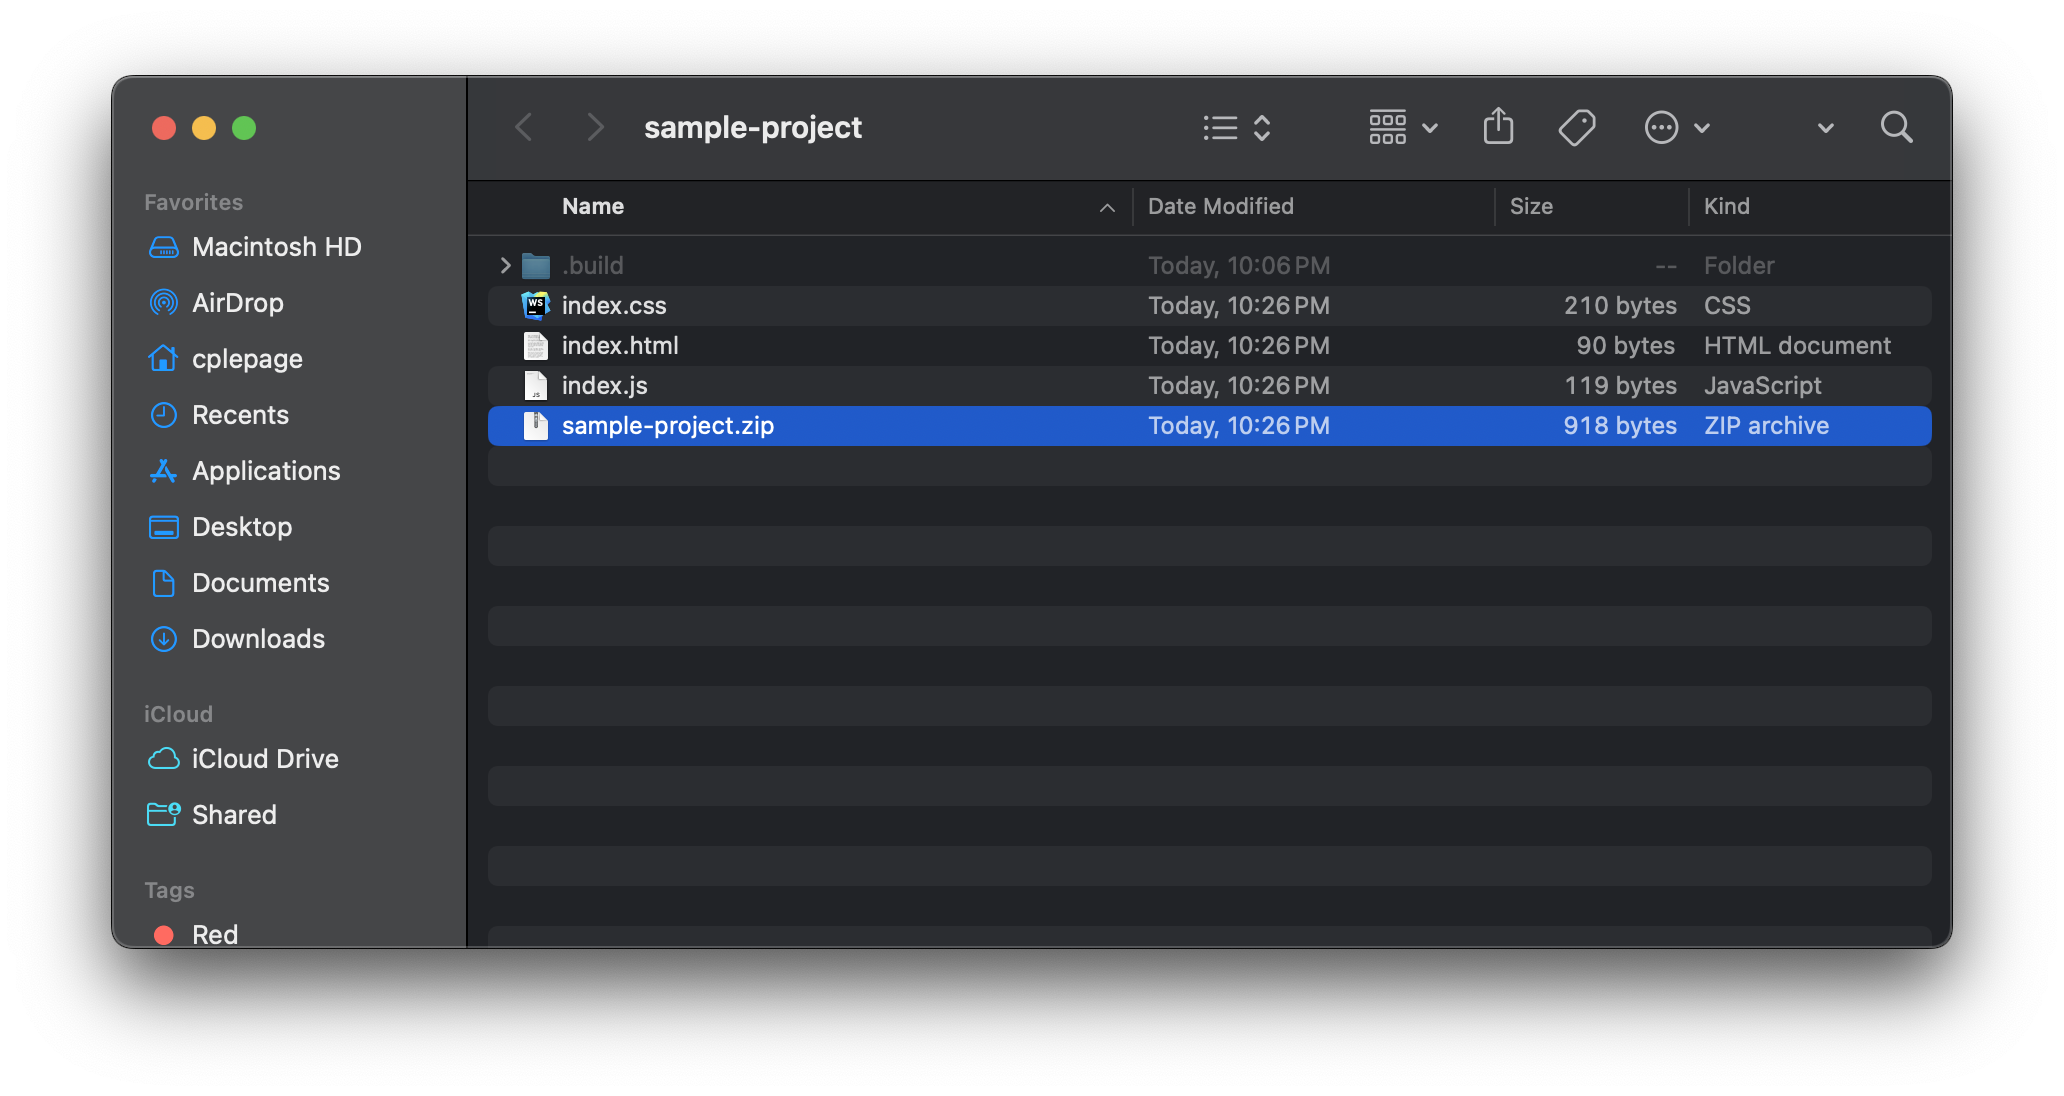 sample-project
Favorites
Macintosh HD
AirDrop
cplepage
Recents
Applications
Desktop
Documents
Downloads
iCloud
iCloud Drive
Shared
Tags
Red
Name Date Modified Size Kind
.build Today, 10:06 PM -- Folder
WS index.css Today, 10:26 PM 210 bytes CSS
index.html Today, 10:26 PM 90 bytes HTML document
JS index.js Today, 10:26 PM 119 bytes JavaScript
sample-project.zip Today, 10:26 PM 918 bytes ZIP archive